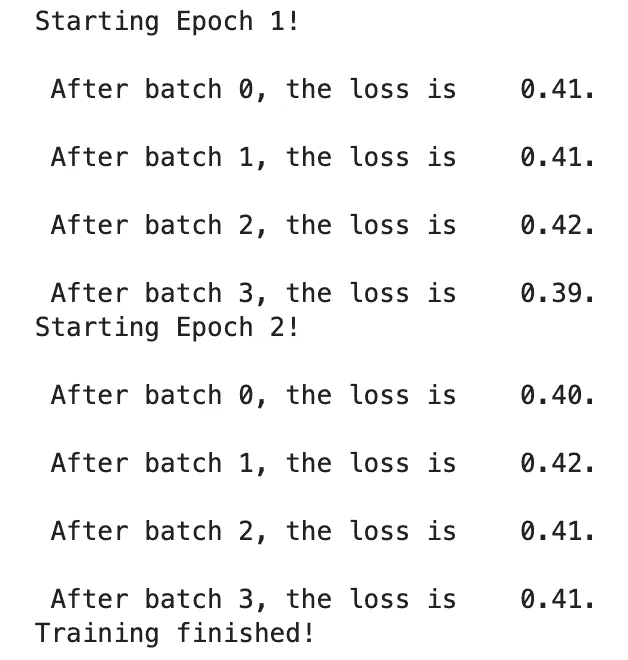 Starting Epoch 1!
After batch 0, the loss is    0.41.
After batch 1, the loss is    0.41.
After batch 2, the loss is    0.42.
After batch 3, the loss is    0.39.
Starting Epoch 2!
After batch 0, the loss is    0.40.
After batch 1, the loss is    0.42.
After batch 2, the loss is    0.41.
After batch 3, the loss is    0.41.
Training finished!